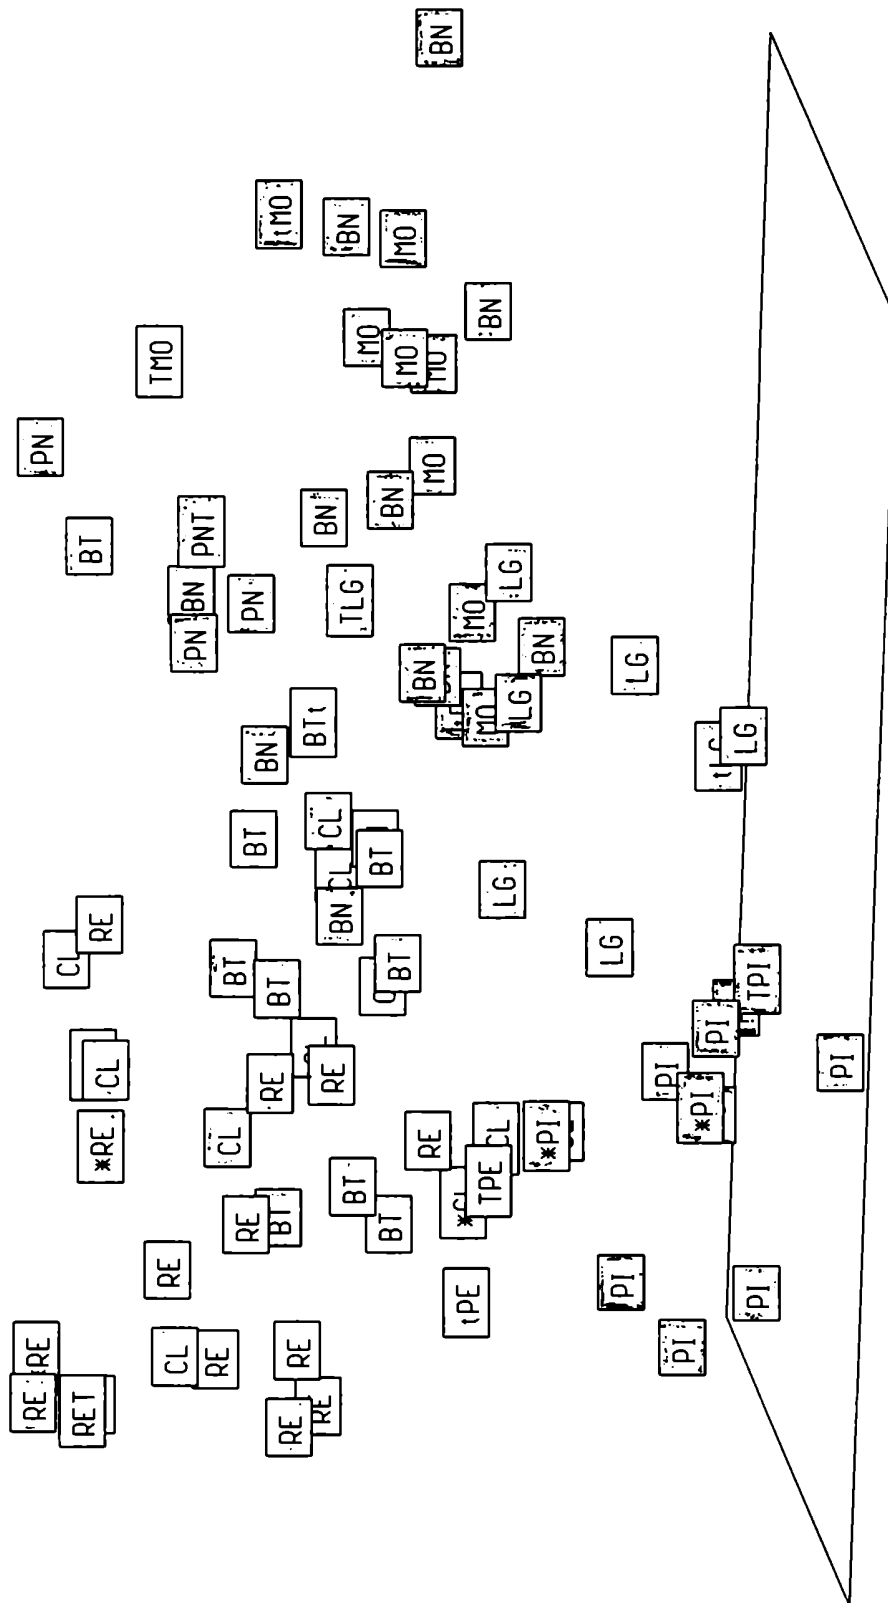 BN
tMO
BN
MO
BN
MO
MO
MO
TMO
PN
MO
BN
BN
BT
PNT
LG
BN
PN
TLG
MO
PN
BN
LG
BN
LG
MO
BTt
BN
LG
CL
BT
BT
CL
LG
BN
RE
CL
LG
BT
BT
BT
TPI
PI
PI
PI
CL
RE
RE
*PI
*RE
CL
RE
CL
*PI
TPE
BT
BT
RE
BT
RE
PI
PI
tPE
PI
RE
RE
CL
RE
RE
RET
RE
RE